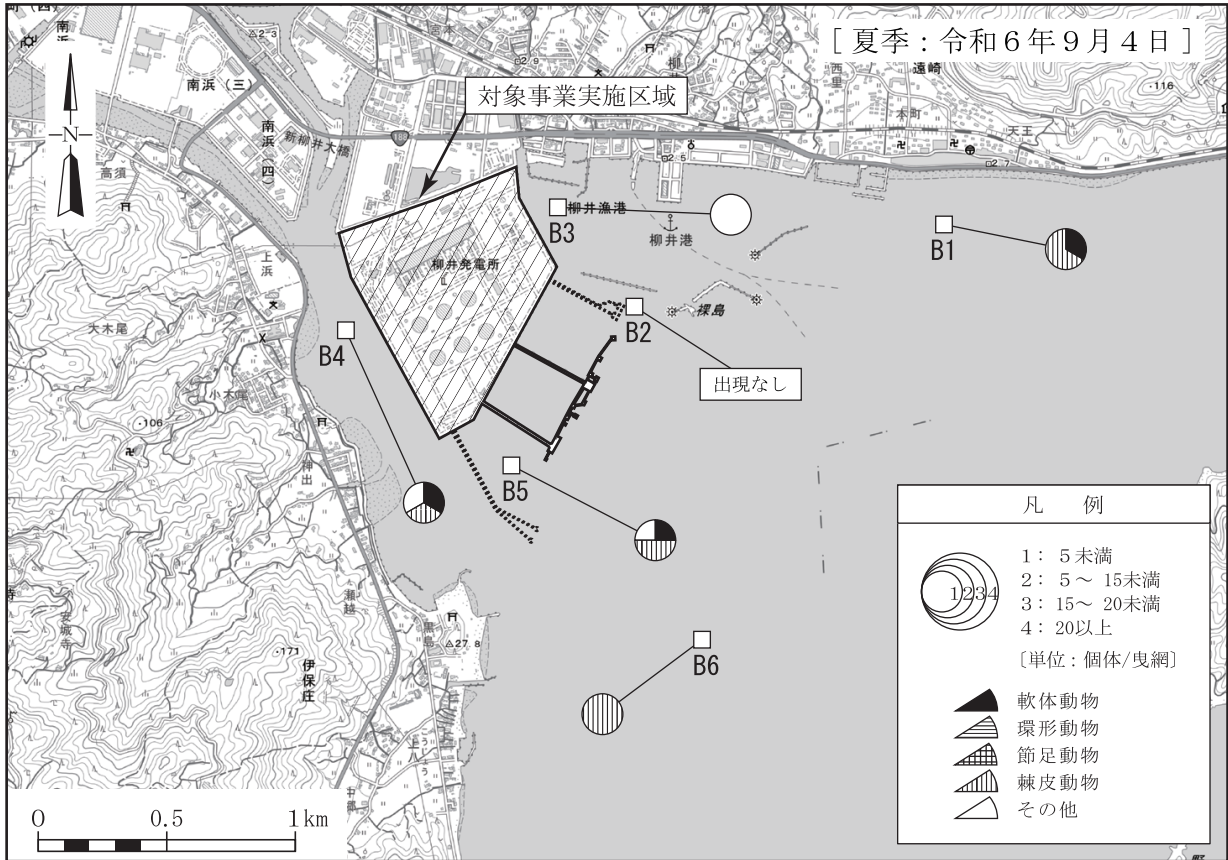 [ 夏季 : 令和６年９月４日 ]
対象事業実施区域
南浜（三）
南浜（四）
新柳井大橋
高須
上浜
大木尾
小木尾
神出
瀬越
黒島
伊保庄
安城寺
遠崎
西里
本町
天王
柳井漁港
柳井港
柳井発電所
裸島
B1
B2
B3
B4
B5
B6
出現なし
N
△2・3
・116
・106
・171
△27.8
凡　例
1234
1： 5未満
2： 5～ 15未満
3： 15～ 20未満
4： 20以上
〔単位：個体/曳網〕
軟体動物
環形動物
節足動物
棘皮動物
その他
0 0.5 1km